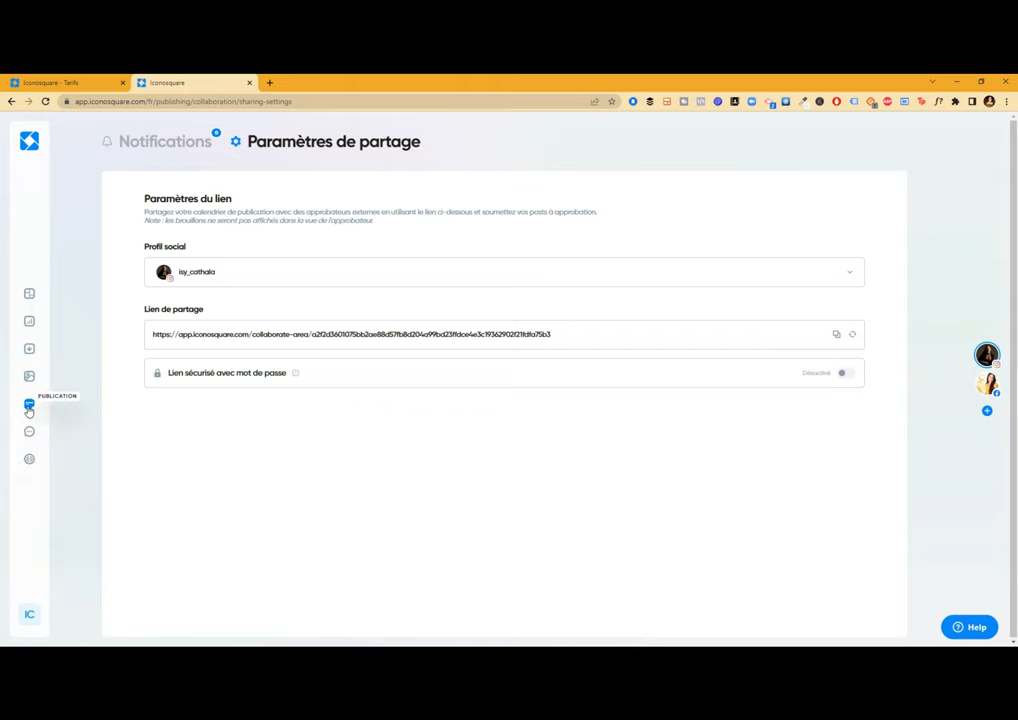 Iconosquare - Tarifs
Iconosquare
app.iconosquare.com/fr/publishing/collaboration/sharing-settings
Notifications
Paramètres de partage
Paramètres du lien
Partagez votre calendrier de publication avec des approbateurs externes en utilisant le lien ci-dessous et soumettez vos posts à approbation.
Note : les brouillons ne seront pas affichés dans la vue de l'approbateur.
Profil social
isy_cathala
Lien de partage
https://app.iconosquare.com/collaborate-area/a2f2d3601075bb2ae88d57fb8d204a99bd23ffdce4e3c19362902f21fdfa75b3
Lien sécurisé avec mot de passe
Désactivé
PUBLICATION
IC
Help